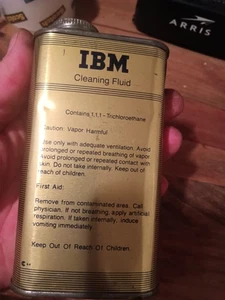 ARRIS
IBM
Cleaning Fluid
Contains 1,1,1 - Trichloroethane
Caution: Vapor Harmful
Use only with adequate ventilation. Avoid
prolonged or repeated breathing of vapor.
Avoid prolonged or repeated contact with
skin. Do not take internally. Keep out of
reach of children.
First Aid:
Remove from contaminated area. Call
physician. If not breathing, apply artificial
respiration. If taken internally, induce
vomiting immediately.
Keep Out Of Reach Of Children.